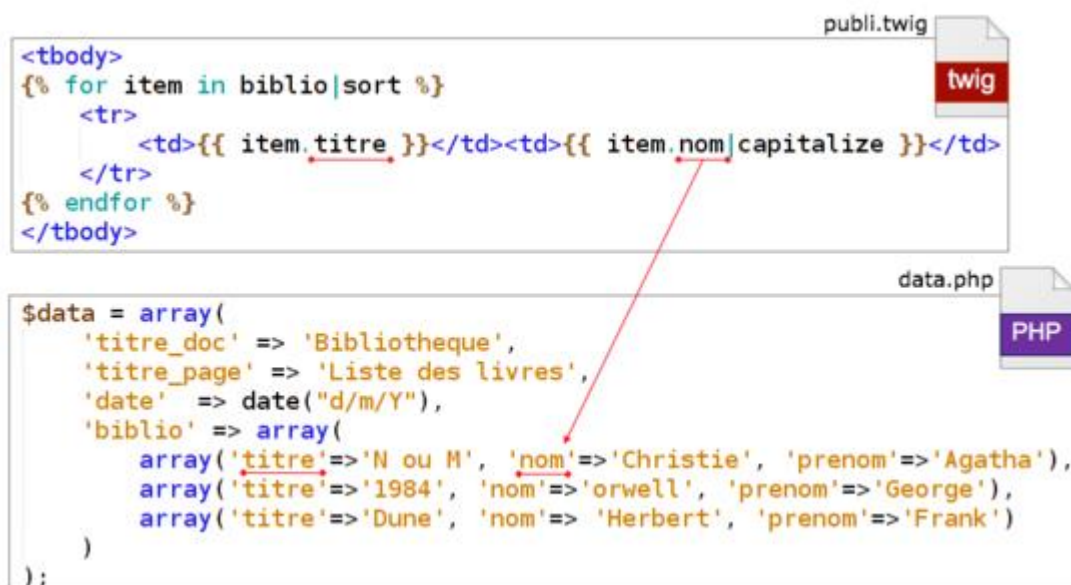 publi.twig
twig
<tbody>
{% for item in biblio|sort %}
<tr>
<td>{{ item.titre }}</td><td>{{ item.nom|capitalize }}</td>
</tr>
{% endfor %}
</tbody>
data.php
PHP
$data = array(
'titre_doc' => 'Bibliotheque',
'titre_page' => 'Liste des livres',
'date'  => date("d/m/Y"),
'biblio' => array(
array('titre'=>'N ou M', 'nom'=>'Christie', 'prenom'=>'Agatha'),
array('titre'=>'1984', 'nom'=>'orwell', 'prenom'=>'George'),
array('titre'=>'Dune', 'nom'=> 'Herbert', 'prenom'=>'Frank')
)
);